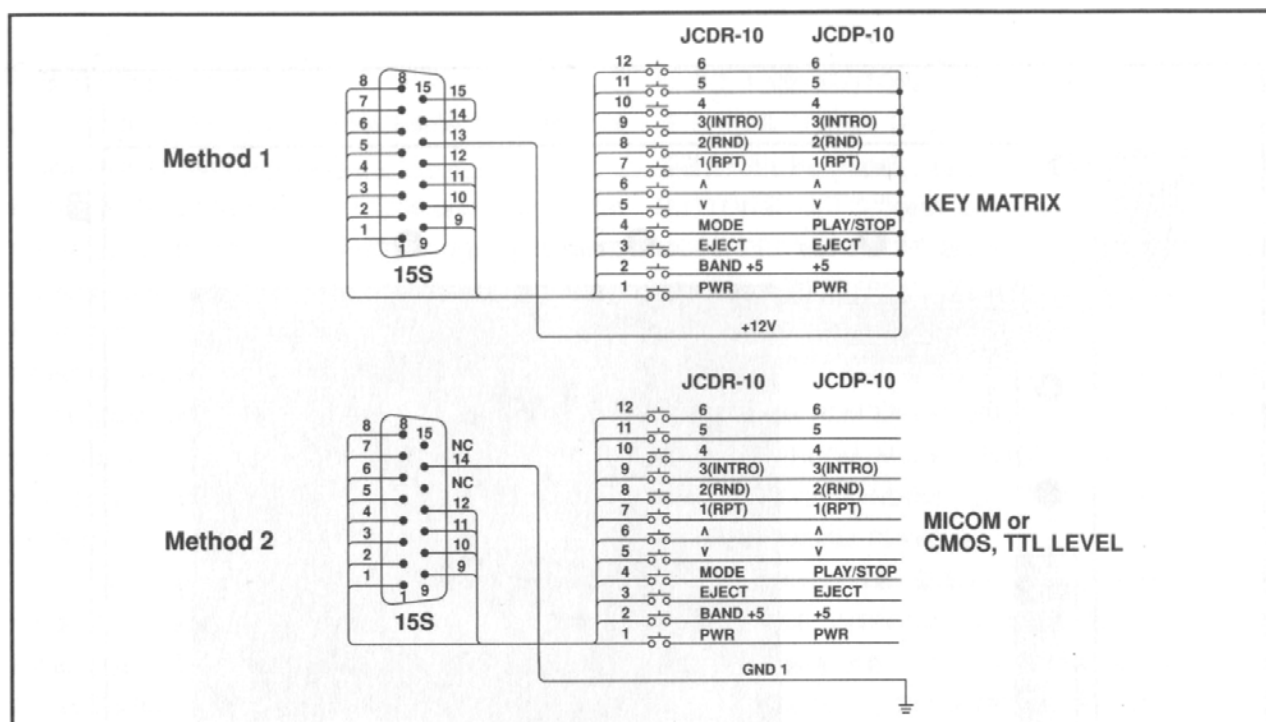 JCDR-10 JCDP-10
12 6 6
11 5 5
10 4 4
9 3(INTRO) 3(INTRO)
8 2(RND) 2(RND)
7 1(RPT) 1(RPT)
6 ∧ ∧
5 ∨ ∨
4 MODE PLAY/STOP
3 EJECT EJECT
2 BAND +5 +5
1 PWR PWR
+12V
KEY MATRIX
Method 1
8 8 15 15
7 14
6 13
5 12
4 11
3 10
2 9
1 1 9
15S
JCDR-10 JCDP-10
12 6 6
11 5 5
10 4 4
9 3(INTRO) 3(INTRO)
8 2(RND) 2(RND)
7 1(RPT) 1(RPT)
6 ∧ ∧
5 ∨ ∨
4 MODE PLAY/STOP
3 EJECT EJECT
2 BAND +5 +5
1 PWR PWR
GND 1
MICOM or
CMOS, TTL LEVEL
Method 2
8 8 15 NC
7 14
6 NC
5 12
4 11
3 10
2 9
1 1 9
15S